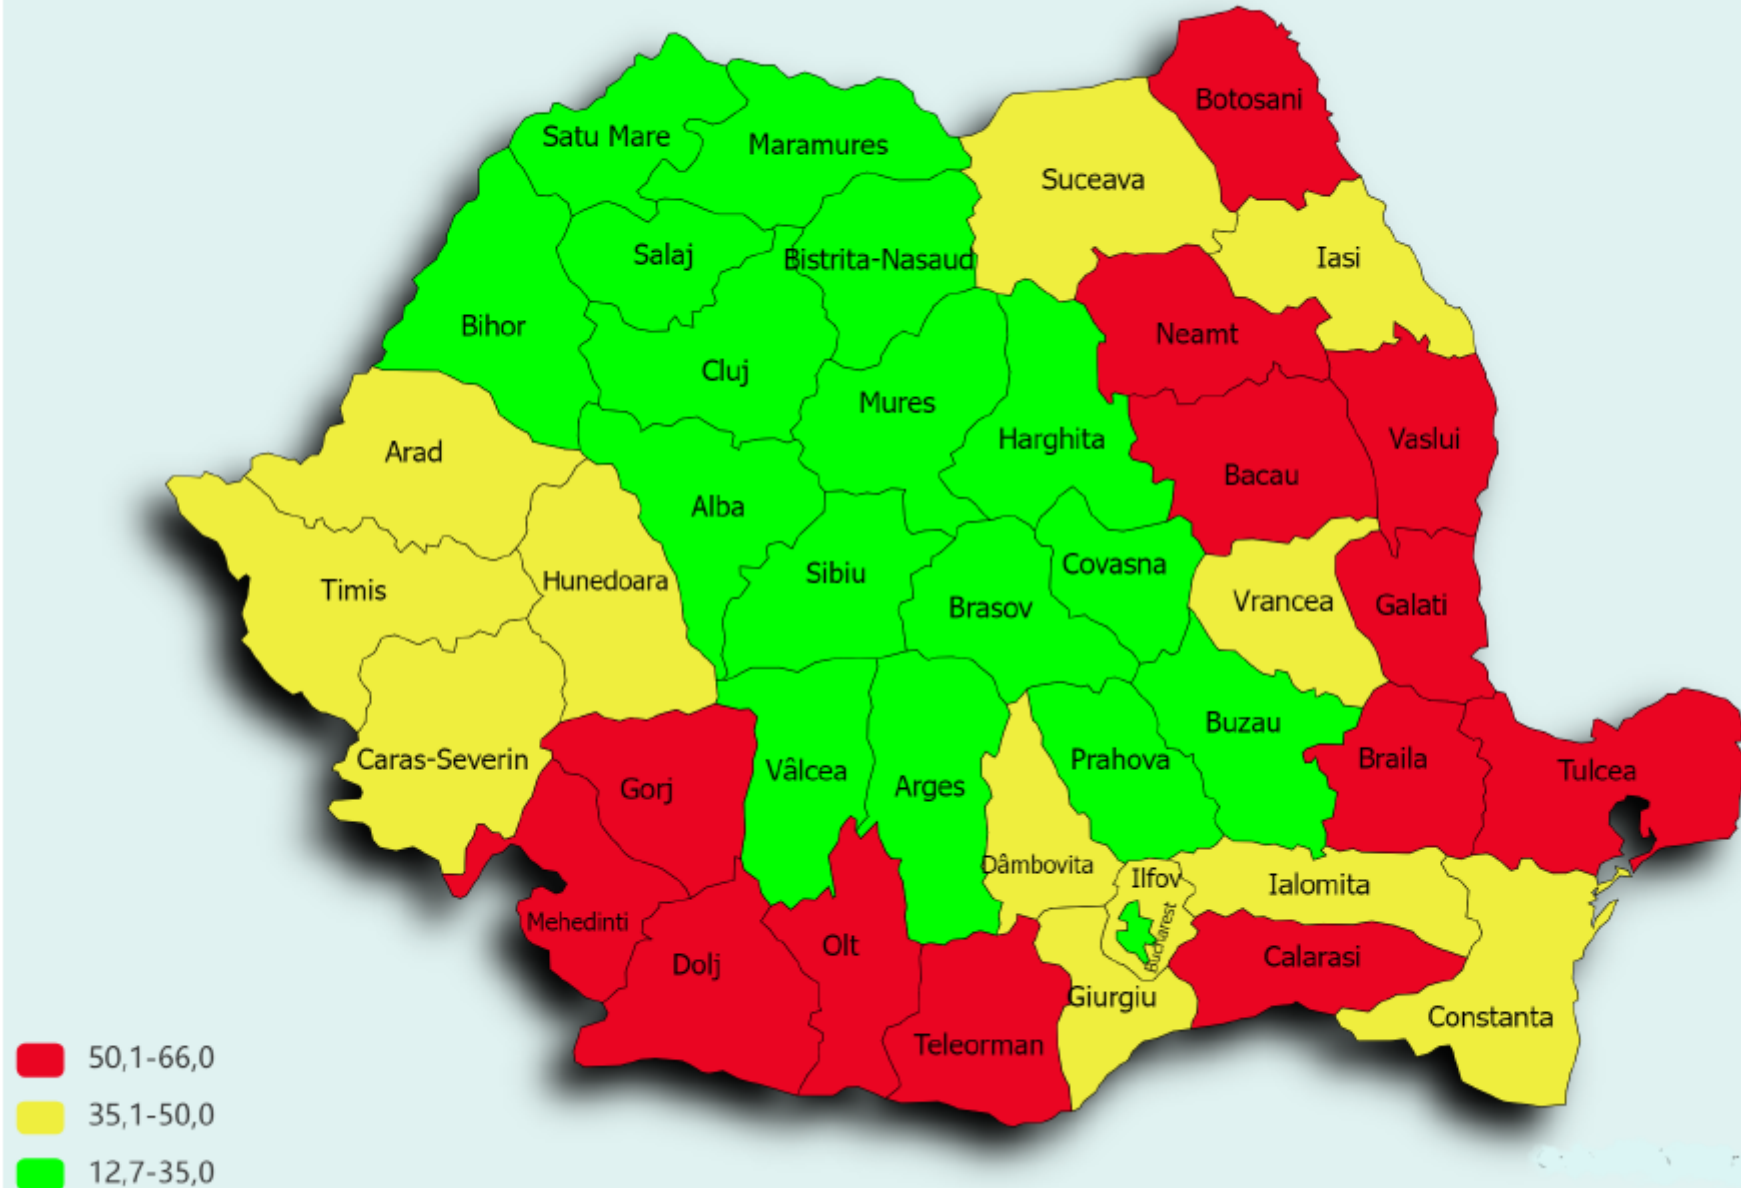 Botosani
Satu Mare
Maramures
Suceava
Salaj
Bistrita-Nasaud
Iasi
Bihor
Neamt
Cluj
Mures
Harghita
Vaslui
Arad
Bacau
Alba
Sibiu
Covasna
Timis
Hunedoara
Brasov
Vrancea
Galati
Buzau
Caras-Severin
Gorj
Vâlcea
Arges
Prahova
Braila
Tulcea
Dâmbovita
Ilfov
Ialomita
Mehedinti
Bucharest
Dolj
Olt
Calarasi
Giurgiu
Constanta
Teleorman
50,1-66,0
35,1-50,0
12,7-35,0